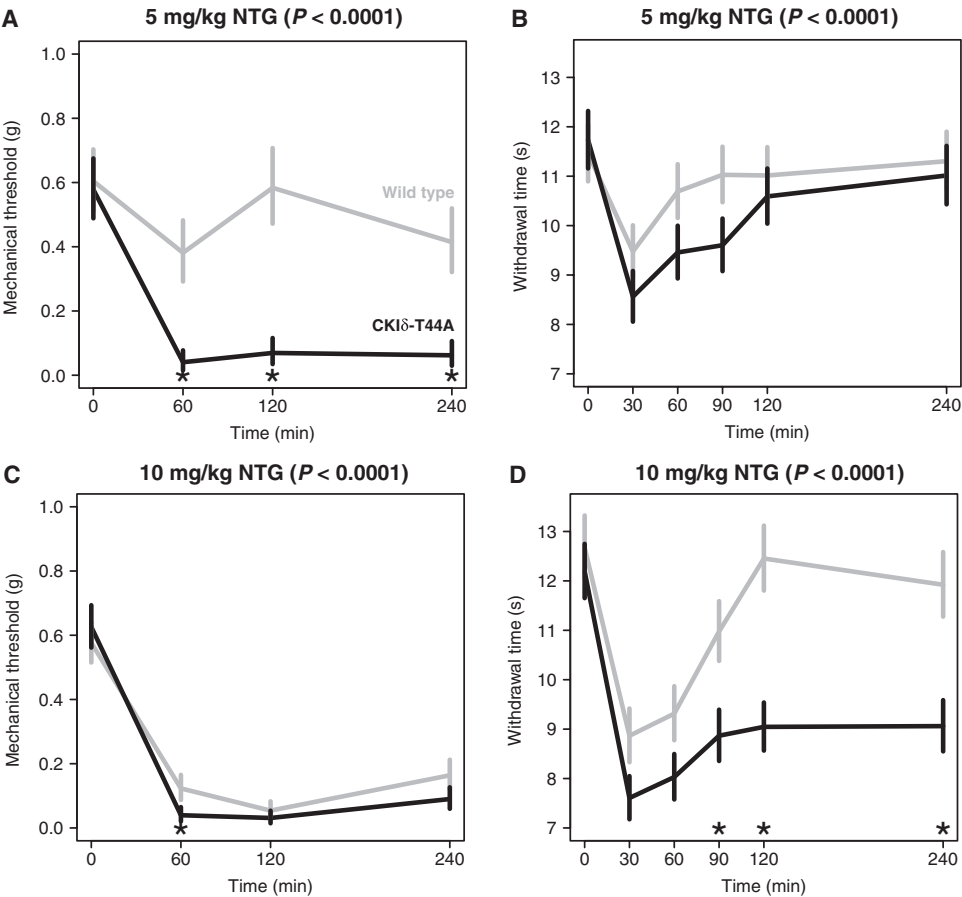 A
5 mg/kg NTG (P < 0.0001)
Mechanical threshold (g)
1.0
0.8
0.6
0.4
0.2
0.0
Wild type
CKIδ-T44A
*
*
*
0
60
120
240
Time (min)
B
5 mg/kg NTG (P < 0.0001)
Withdrawal time (s)
13
12
11
10
9
8
7
0
30
60
90
120
240
Time (min)
C
10 mg/kg NTG (P < 0.0001)
Mechanical threshold (g)
1.0
0.8
0.6
0.4
0.2
0.0
*
0
60
120
240
Time (min)
D
10 mg/kg NTG (P < 0.0001)
Withdrawal time (s)
13
12
11
10
9
8
7
*
*
*
0
30
60
90
120
240
Time (min)